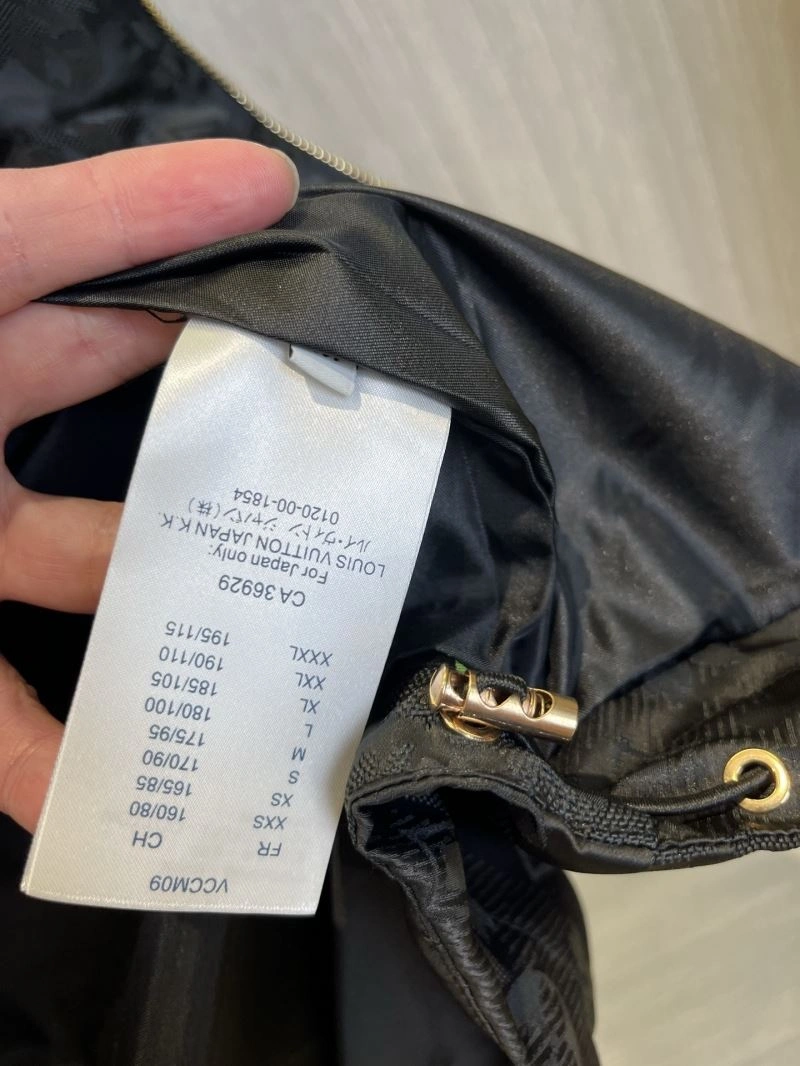 VCCM09
FR CH
XXS 160/80
XS 165/85
S 170/90
M 175/95
L 180/100
XL 185/105
XXL 190/110
XXXL 195/115
CA 36929
For Japan only:
LOUIS VUITTON JAPAN K.K.
ルイ・ヴィトン ジャパン(株)
0120-00-1854